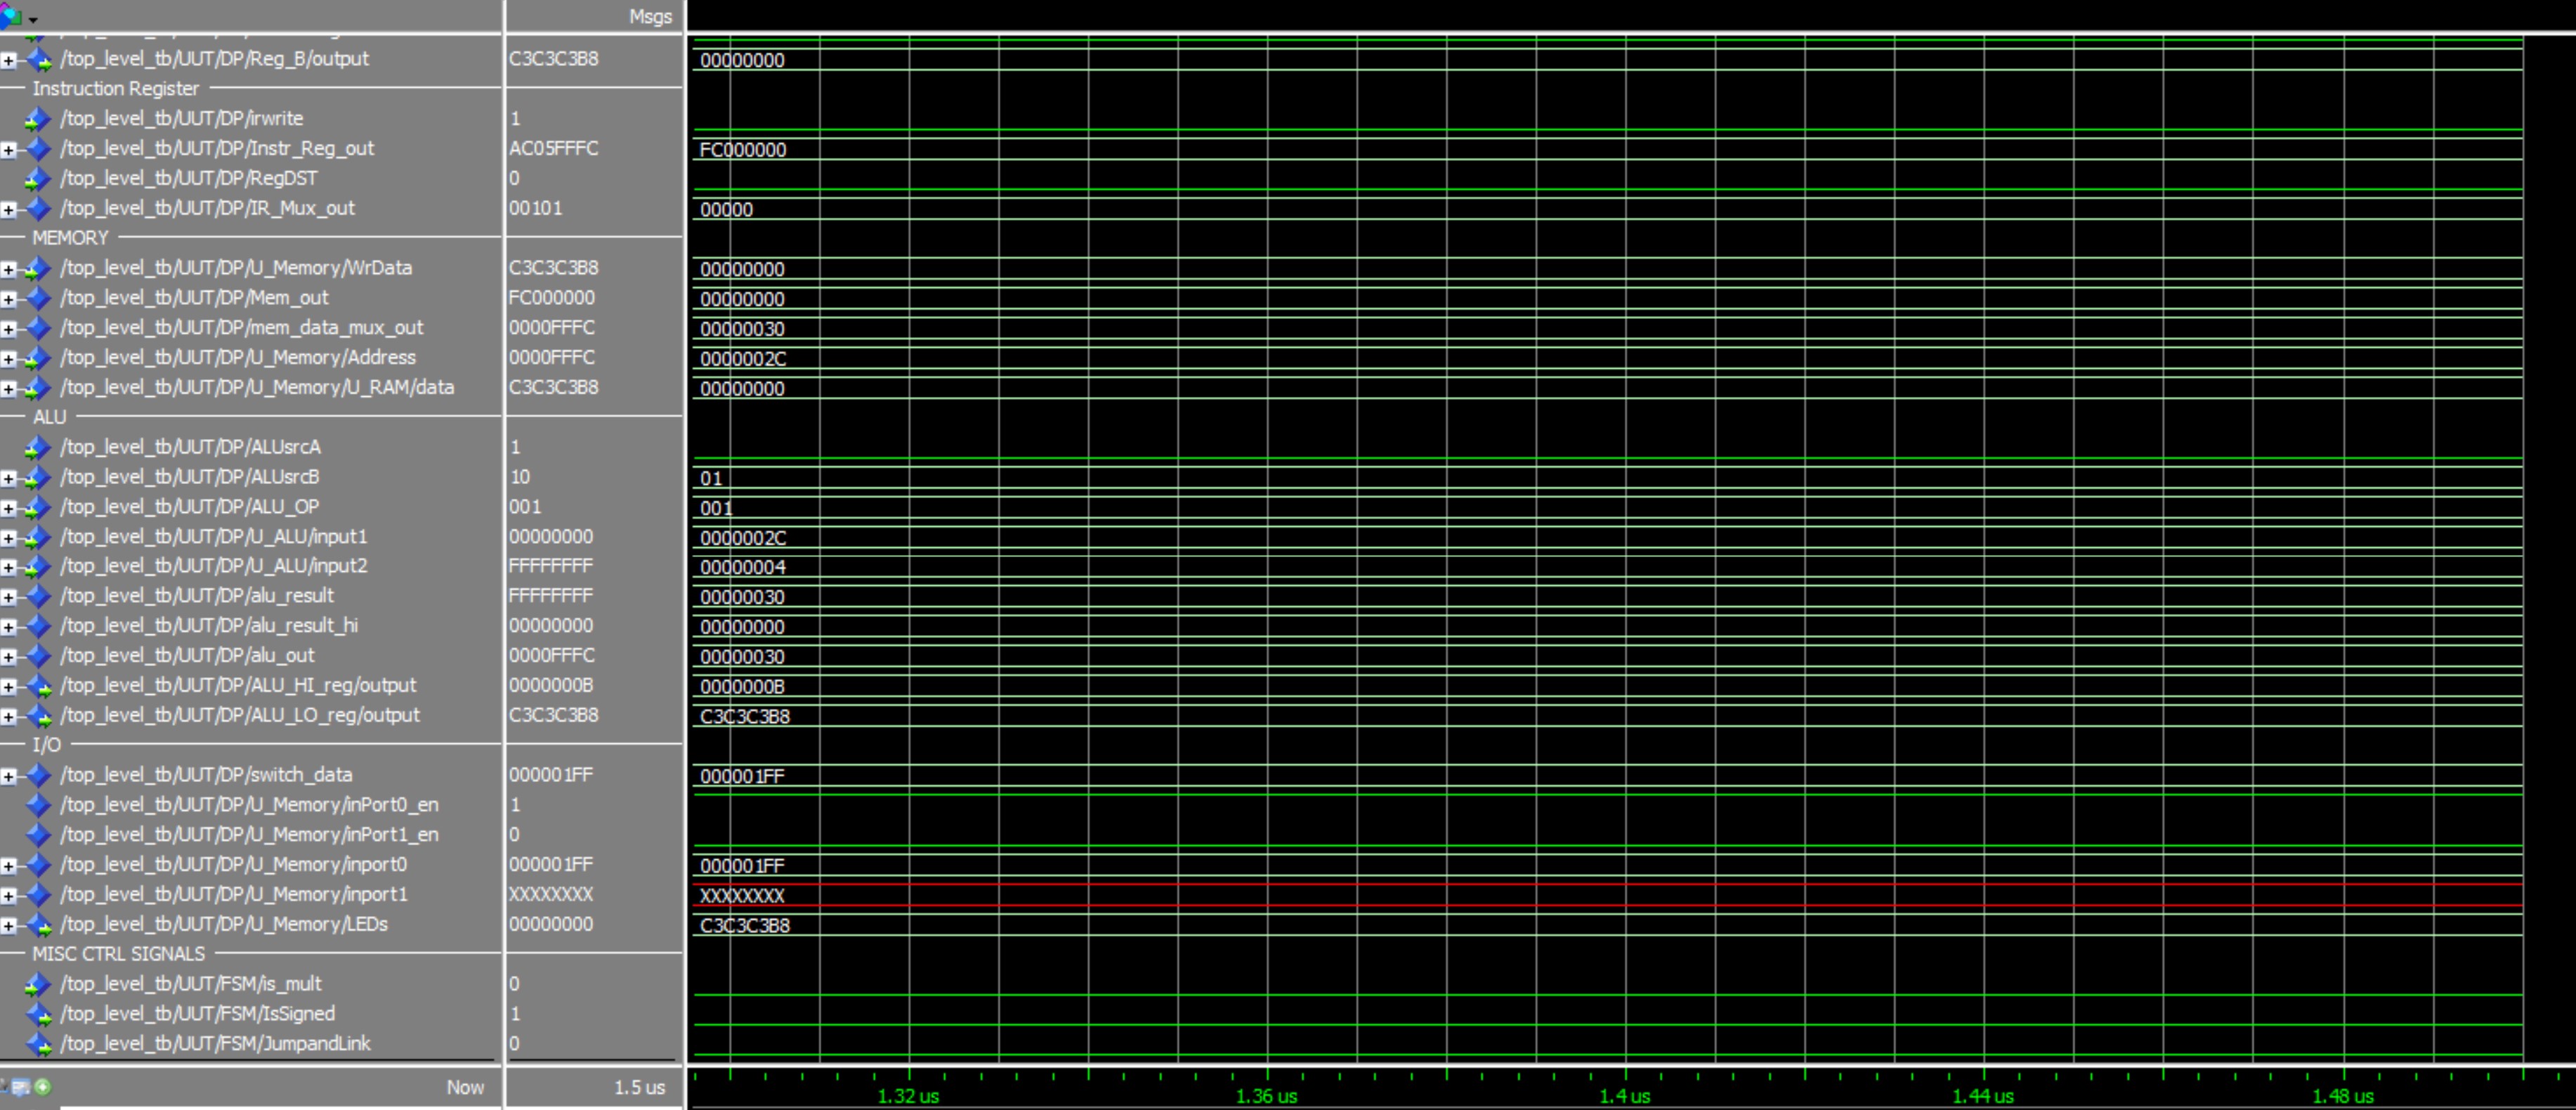 Msgs
/top_level_tb/UUT/DP/Reg_B/output C3C3C3B8 00000000
Instruction Register
/top_level_tb/UUT/DP/irwrite 1
/top_level_tb/UUT/DP/Instr_Reg_out AC05FFFC FC000000
/top_level_tb/UUT/DP/RegDST 0
/top_level_tb/UUT/DP/IR_Mux_out 00101 00000
MEMORY
/top_level_tb/UUT/DP/U_Memory/WrData C3C3C3B8 00000000
/top_level_tb/UUT/DP/Mem_out FC000000 00000000
/top_level_tb/UUT/DP/mem_data_mux_out 0000FFFC 00000030
/top_level_tb/UUT/DP/U_Memory/Address 0000FFFC 0000002C
/top_level_tb/UUT/DP/U_Memory/U_RAM/data C3C3C3B8 00000000
ALU
/top_level_tb/UUT/DP/ALUsrcA 1
/top_level_tb/UUT/DP/ALUsrcB 10 01
/top_level_tb/UUT/DP/ALU_OP 001 001
/top_level_tb/UUT/DP/U_ALU/input1 00000000 0000002C
/top_level_tb/UUT/DP/U_ALU/input2 FFFFFFFF 00000004
/top_level_tb/UUT/DP/alu_result FFFFFFFF 00000030
/top_level_tb/UUT/DP/alu_result_hi 00000000 00000000
/top_level_tb/UUT/DP/alu_out 0000FFFC 00000030
/top_level_tb/UUT/DP/ALU_HI_reg/output 0000000B 0000000B
/top_level_tb/UUT/DP/ALU_LO_reg/output C3C3C3B8 C3C3C3B8
I/O
/top_level_tb/UUT/DP/switch_data 000001FF 000001FF
/top_level_tb/UUT/DP/U_Memory/inPort0_en 1
/top_level_tb/UUT/DP/U_Memory/inPort1_en 0
/top_level_tb/UUT/DP/U_Memory/inport0 000001FF 000001FF
/top_level_tb/UUT/DP/U_Memory/inport1 XXXXXXXX XXXXXXXX
/top_level_tb/UUT/DP/U_Memory/LEDs 00000000 C3C3C3B8
MISC CTRL SIGNALS
/top_level_tb/UUT/FSM/is_mult 0
/top_level_tb/UUT/FSM/IsSigned 1
/top_level_tb/UUT/FSM/JumpandLink 0
Now 1.5 us
1.32 us 1.36 us 1.4 us 1.44 us 1.48 us